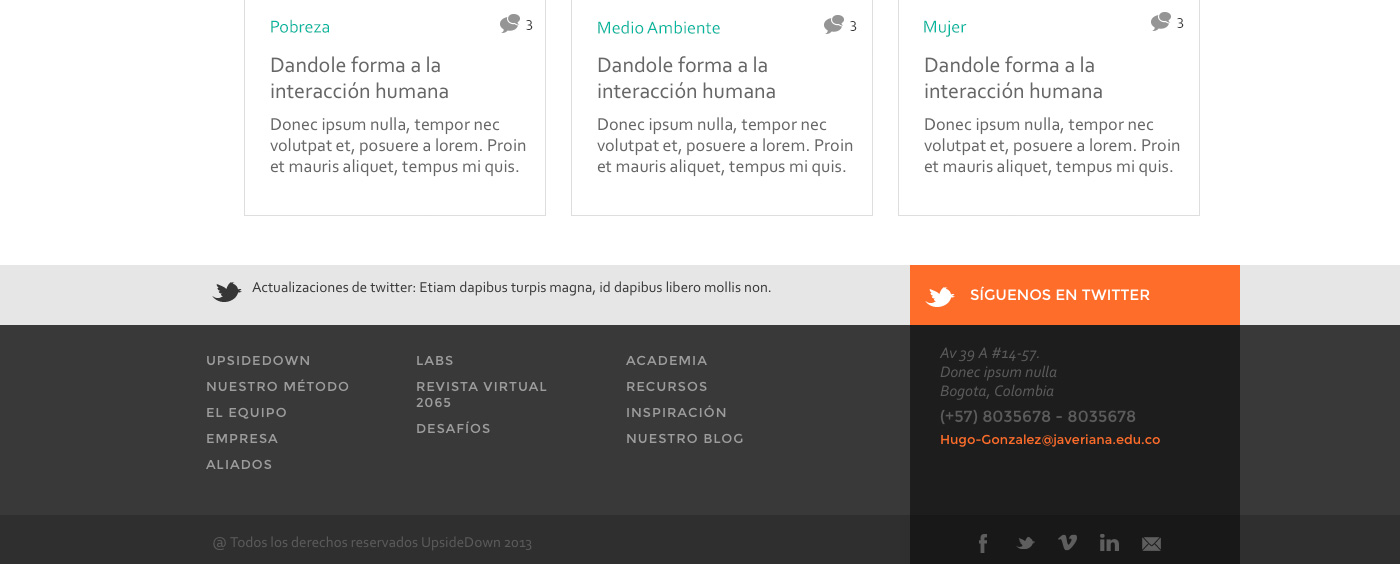 Pobreza
3
Dandole forma a la
interacción humana
Donec ipsum nulla, tempor nec
volutpat et, posuere a lorem. Proin
et mauris aliquet, tempus mi quis.
Medio Ambiente
3
Dandole forma a la
interacción humana
Donec ipsum nulla, tempor nec
volutpat et, posuere a lorem. Proin
et mauris aliquet, tempus mi quis.
Mujer
3
Dandole forma a la
interacción humana
Donec ipsum nulla, tempor nec
volutpat et, posuere a lorem. Proin
et mauris aliquet, tempus mi quis.
Actualizaciones de twitter: Etiam dapibus turpis magna, id dapibus libero mollis non.
SÍGUENOS EN TWITTER
UPSIDEDOWN
NUESTRO MÉTODO
EL EQUIPO
EMPRESA
ALIADOS
LABS
REVISTA VIRTUAL
2065
DESAFÍOS
ACADEMIA
RECURSOS
INSPIRACIÓN
NUESTRO BLOG
Av 39 A #14-57.
Donec ipsum nulla
Bogota, Colombia
(+57) 8035678 - 8035678
Hugo-Gonzalez@javeriana.edu.co
@ Todos los derechos reservados UpsideDown 2013